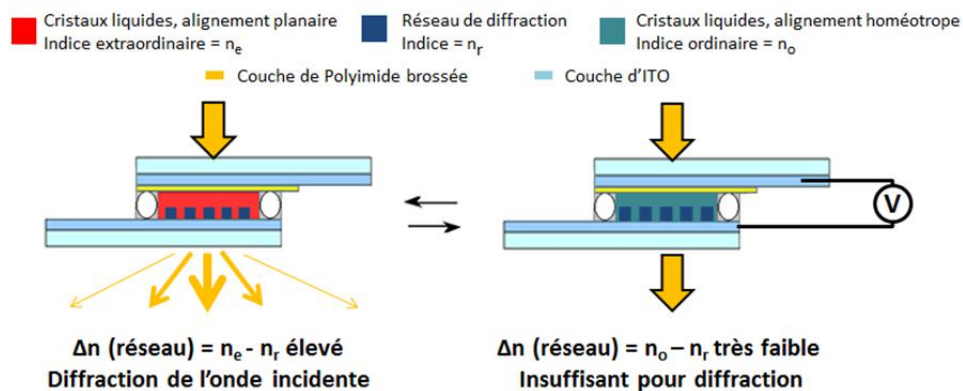 Cristaux liquides, alignement planaire
Indice extraordinaire = nₑ
Réseau de diffraction
Indice = nᵣ
Cristaux liquides, alignement homéotrope
Indice ordinaire = nₒ
Couche de Polyimide brossée
Couche d'ITO
V
Δn (réseau) = nₑ - nᵣ élevé
Diffraction de l'onde incidente
Δn (réseau) = nₒ – nᵣ très faible
Insuffisant pour diffraction